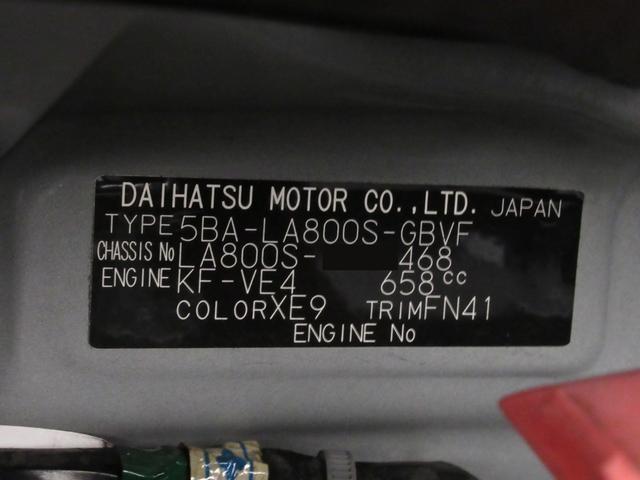 DAIHATSU MOTOR CO.,LTD. JAPAN
TYPE 5BA-LA800S-GBVF
CHASSIS No LA800S- 468
ENGINE KF-VE4 658cc
COLOR XE9 TRIM FN41
ENGINE No